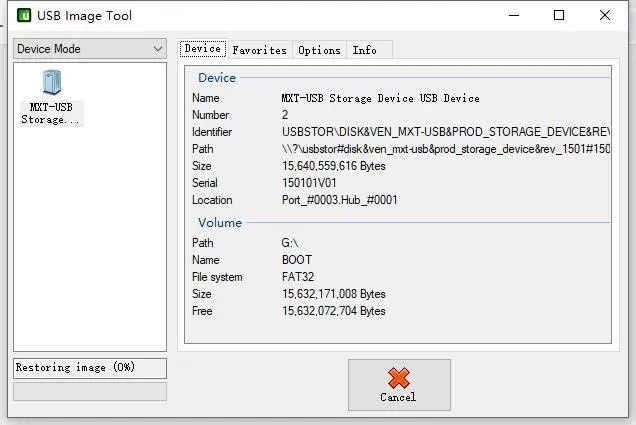 USB Image Tool
Device Mode
MXT-USB
Storage...
Device Favorites Options Info
Device
Name MXT-USB Storage Device USB Device
Number 2
Identifier USBSTOR\DISK&VEN_MXT-USB&PROD_STORAGE_DEVICE&REV
Path \\?\usbstor#disk&ven_mxt-usb&prod_storage_device&rev_1501#150
Size 15,640,559,616 Bytes
Serial 150101V01
Location Port_#0003.Hub_#0001
Volume
Path G:\
Name BOOT
File system FAT32
Size 15,632,171,008 Bytes
Free 15,632,072,704 Bytes
Restoring image (0%)
Cancel